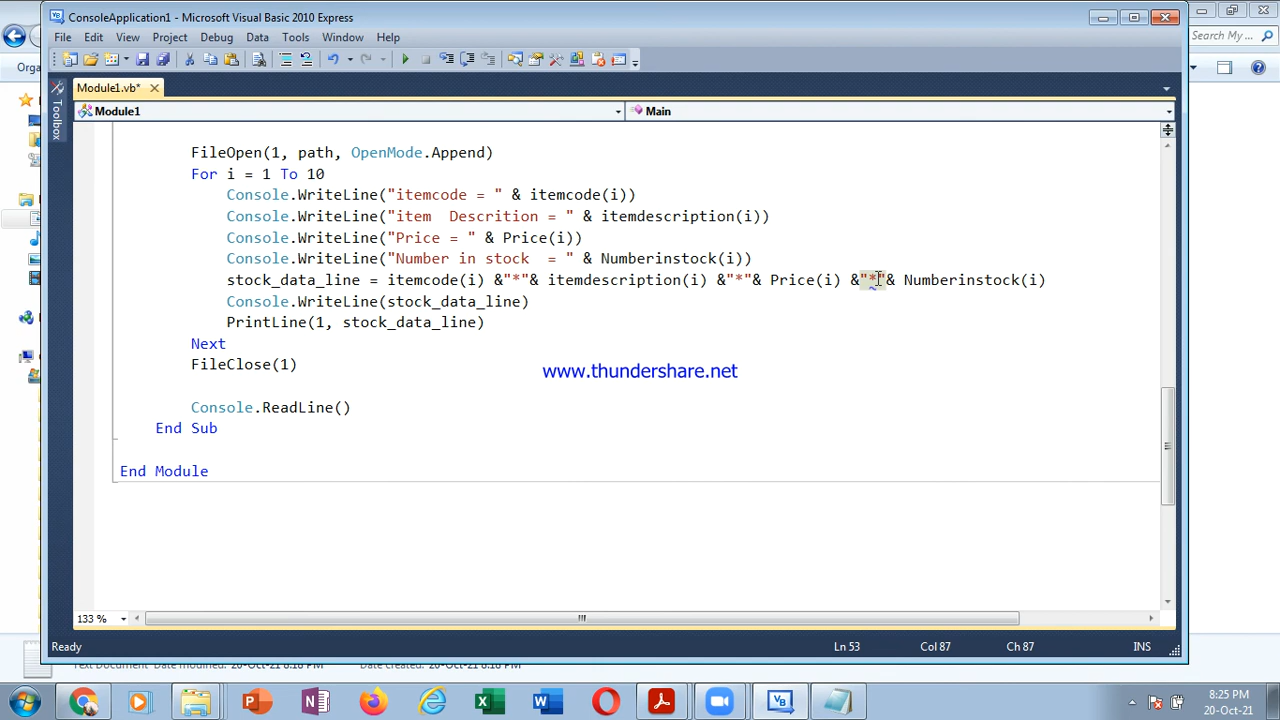 ConsoleApplication1 - Microsoft Visual Basic 2010 Express
File Edit View Project Debug Data Tools Window Help
Search My ...
Orga
Toolbox
Module1.vb*
Module1
Main
FileOpen(1, path, OpenMode.Append)
For i = 1 To 10
Console.WriteLine("itemcode = " & itemcode(i))
Console.WriteLine("item  Descrition = " & itemdescription(i))
Console.WriteLine("Price = " & Price(i))
Console.WriteLine("Number in stock  = " & Numberinstock(i))
stock_data_line = itemcode(i) &"*"& itemdescription(i) &"*"& Price(i) &"*"& Numberinstock(i)
Console.WriteLine(stock_data_line)
PrintLine(1, stock_data_line)
Next
FileClose(1)
www.thundershare.net
Console.ReadLine()
End Sub
End Module
133 %
Ready
Ln 53
Col 87
Ch 87
INS
8:25 PM
20-Oct-21